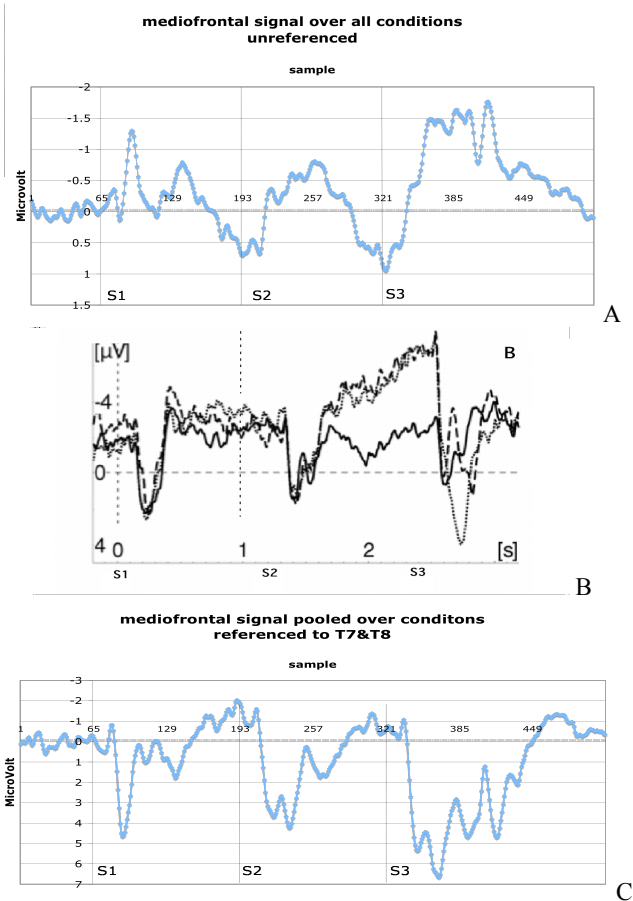 mediofrontal signal over all conditions
unreferenced
sample
Microvolt
-2
-1.5
-1
-0.5
1 65 129 193 257 321 385 449
0
0.5
1
1.5
S1 S2 S3
A
[µV]
B
-4
0
4 0 1 2 [s]
S1 S2 S3
B
mediofrontal signal pooled over conditons
referenced to T7&T8
sample
MicroVolt
-3
-2
-1
1 65 129 193 257 321 385 449
0
1
2
3
4
5
6
7
S1 S2 S3
C